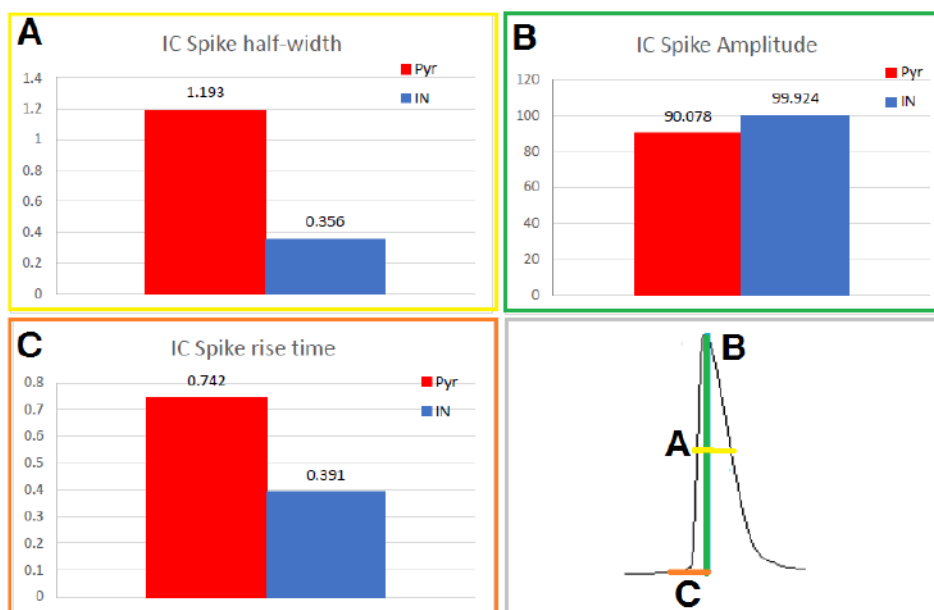 A
IC Spike half-width
Pyr
IN
1.4
1.2
1
0.8
0.6
0.4
0.2
0
1.193
0.356
B
IC Spike Amplitude
Pyr
IN
120
100
80
60
40
20
0
90.078
99.924
C
IC Spike rise time
Pyr
IN
0.8
0.7
0.6
0.5
0.4
0.3
0.2
0.1
0
0.742
0.391
B
A
C